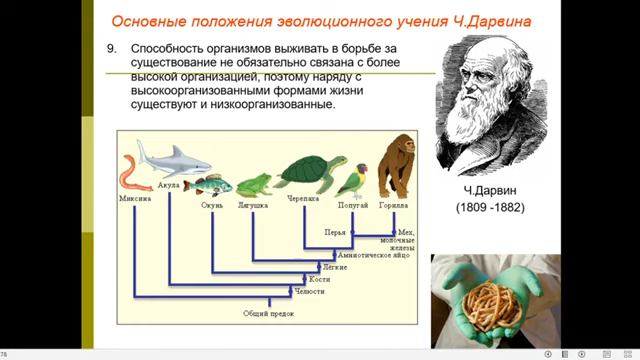 Основные положения эволюционного учения Ч.Дарвина
9. Способность организмов выживать в борьбе за
существование не обязательно связана с более
высокой организацией, поэтому наряду с
высокоорганизованными формами жизни
существуют и низкоорганизованные.
Ч.Дарвин
(1809 -1882)
Миксина
Акула
Окунь
Лягушка
Черепаха
Попугай
Горилла
Перья
Мех,
молочные
железы
Амниотическое яйцо
Лёгкие
Кости
Челюсти
Общий предок
78